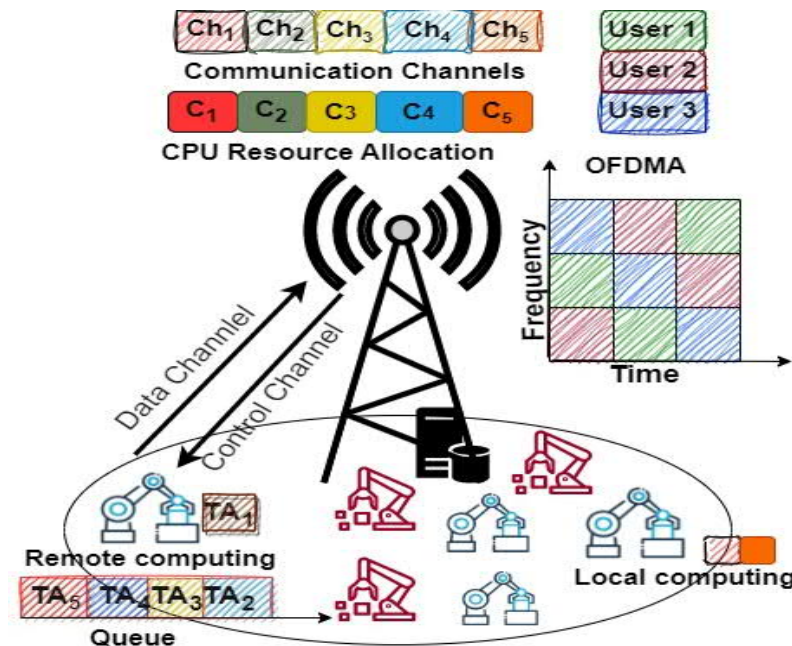 Ch₁ Ch₂ Ch₃ Ch₄ Ch₅
Communication Channels
C₁ C₂ C3 C4 C₅
CPU Resource Allocation
User 1
User 2
User 3
OFDMA
Frequency
Time
Data Channlel
Control Channel
TA₁
Remote computing
TA₅ TA₄ TA₃ TA₂
Queue
Local computing